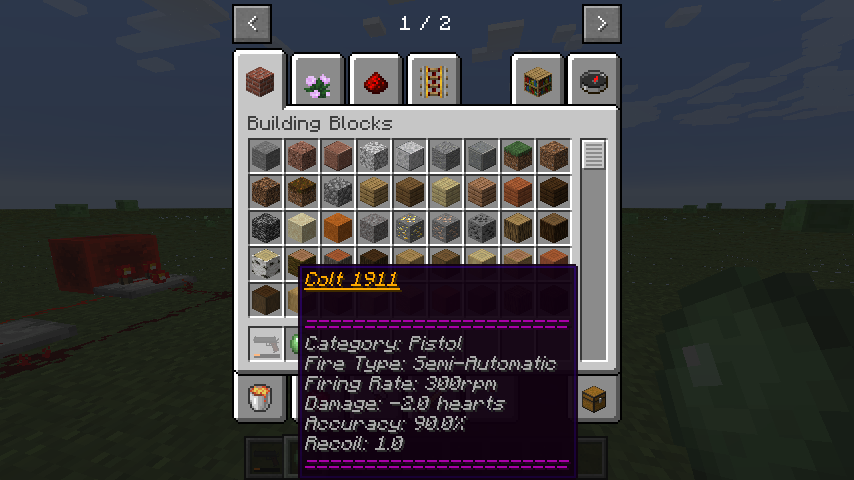 1 / 2
Building Blocks
Colt 1911
Category: Pistol
Fire Type: Semi-Automatic
Firing Rate: 300rpm
Damage: -2.0 hearts
Accuracy: 90.0%
Recoil: 1.0